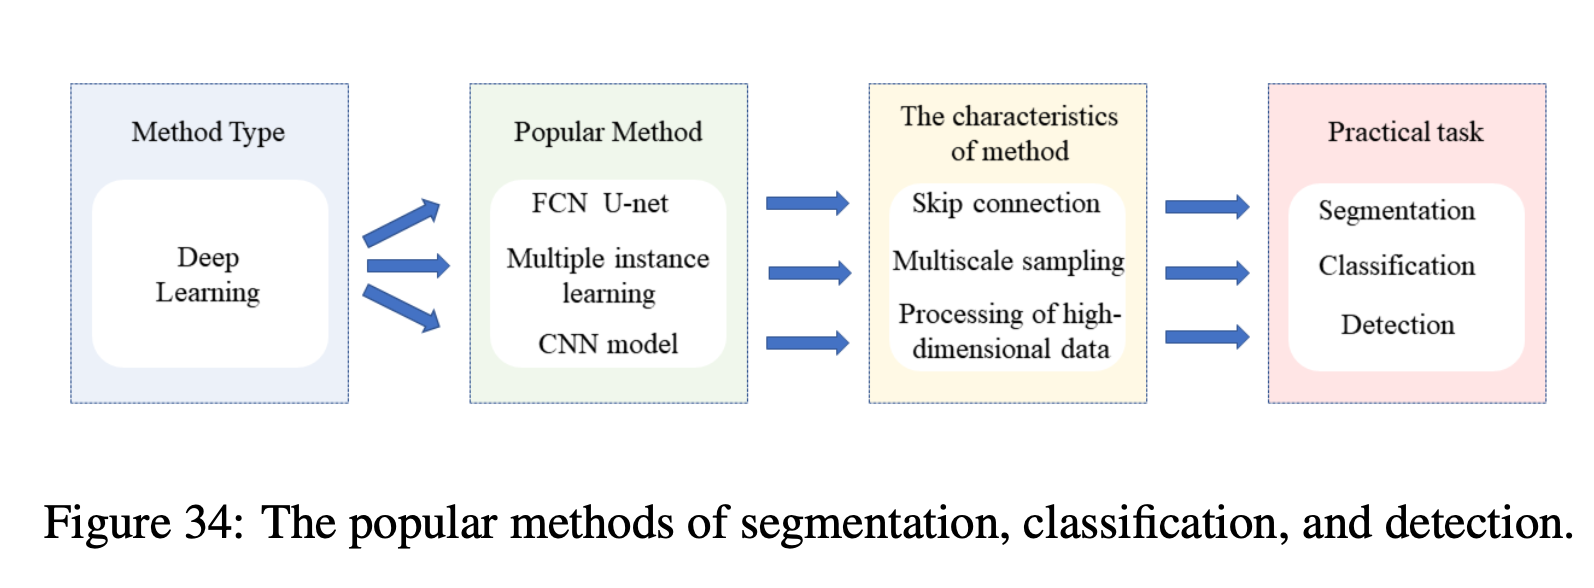 Method Type
Deep
Learning
Popular Method
FCN U-net
Multiple instance
learning
CNN model
The characteristics
of method
Skip connection
Multiscale sampling
Processing of high-
dimensional data
Practical task
Segmentation
Classification
Detection
Figure 34: The popular methods of segmentation, classification, and detection.